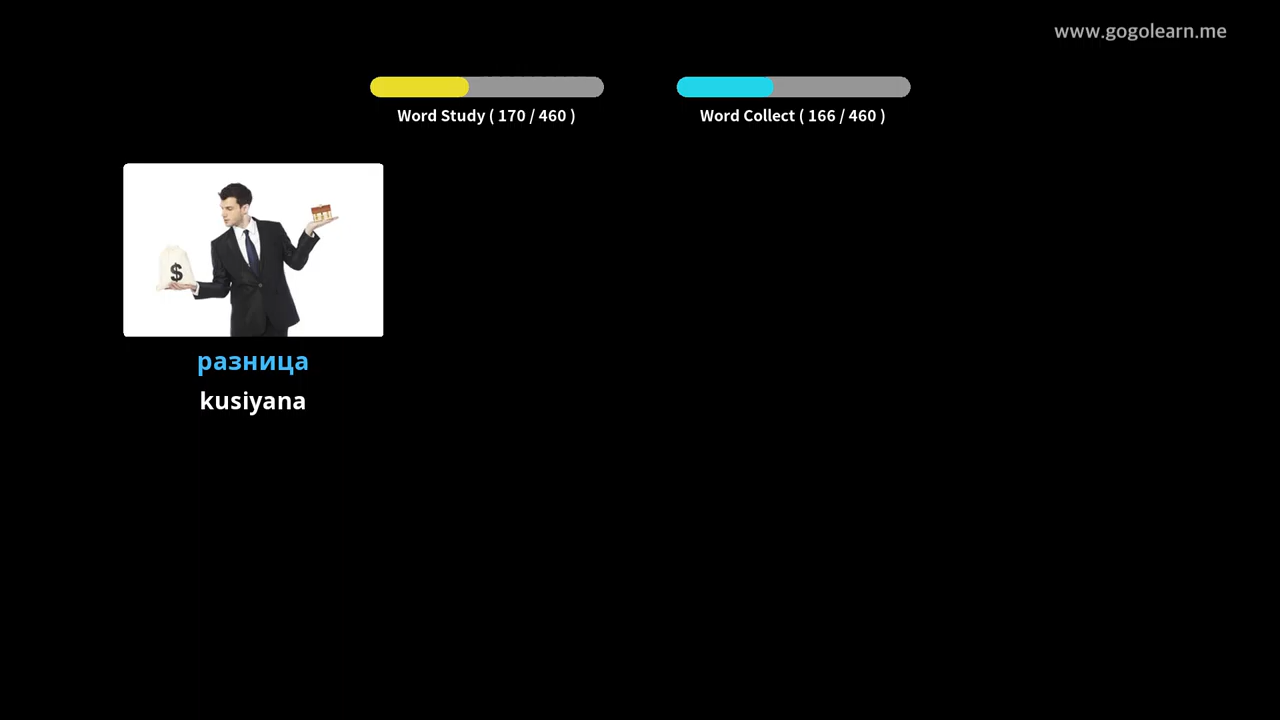 www.gogolearn.me
Word Study ( 170 / 460 )
Word Collect ( 166 / 460 )
$
разница
kusiyana